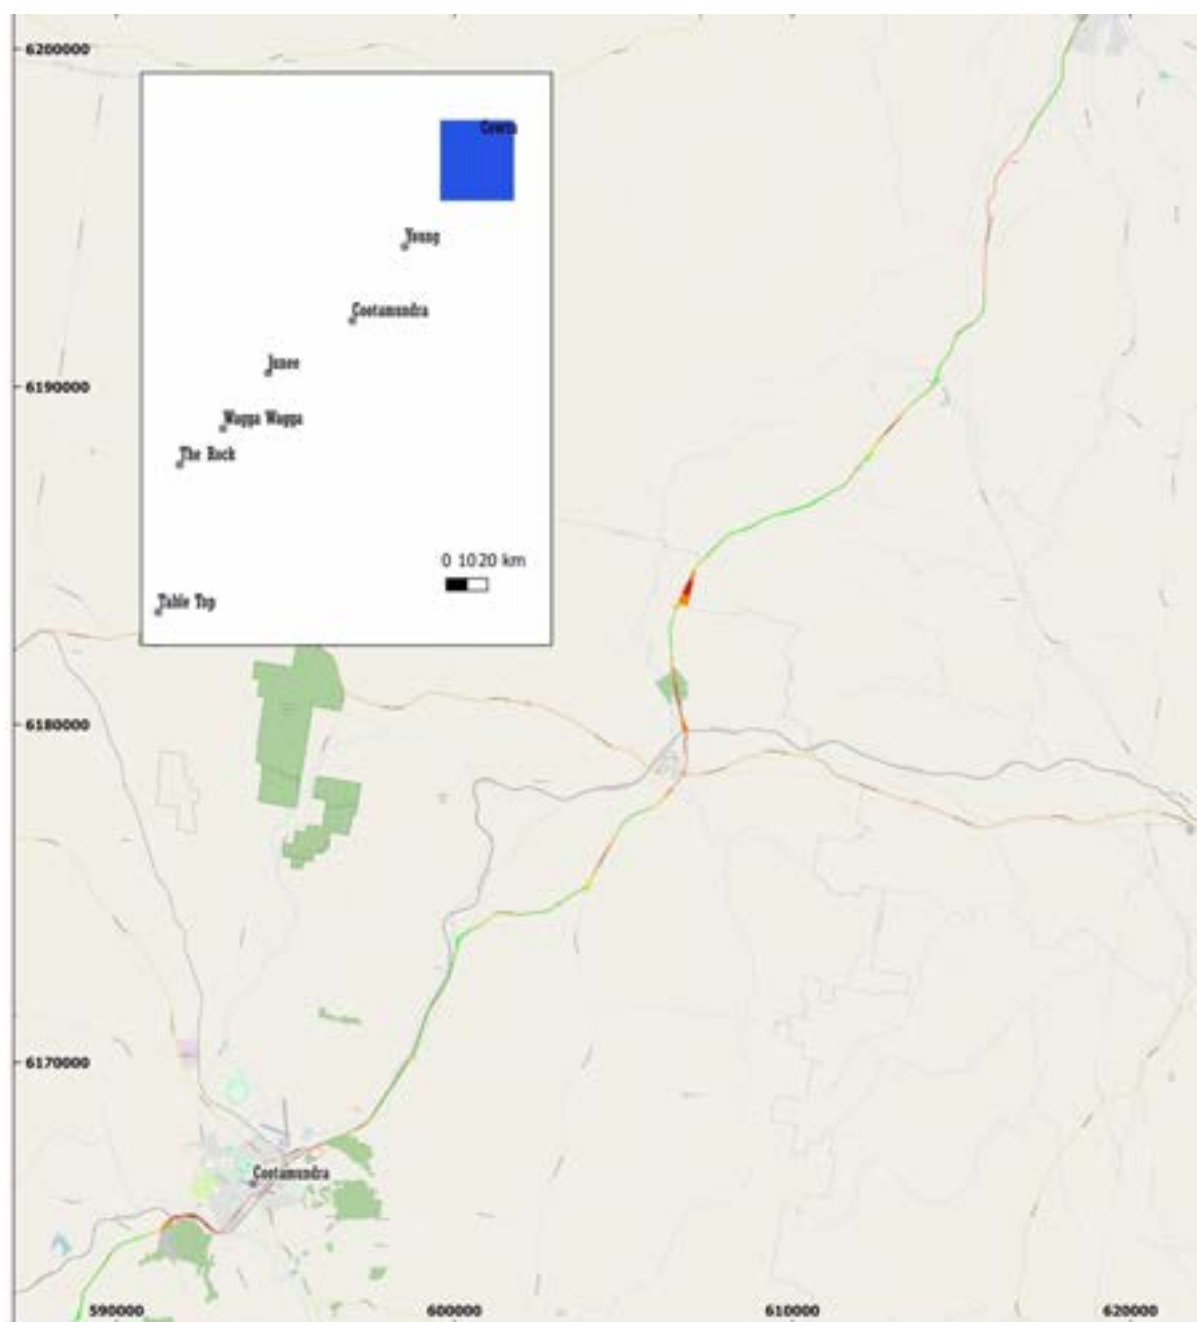 6200000
Cowra
Young
Cootamundra
Junee
6190000
Wagga Wagga
The Rock
0 10 20 km
Table Top
6180000
6170000
Cootamundra
590000
600000
610000
620000